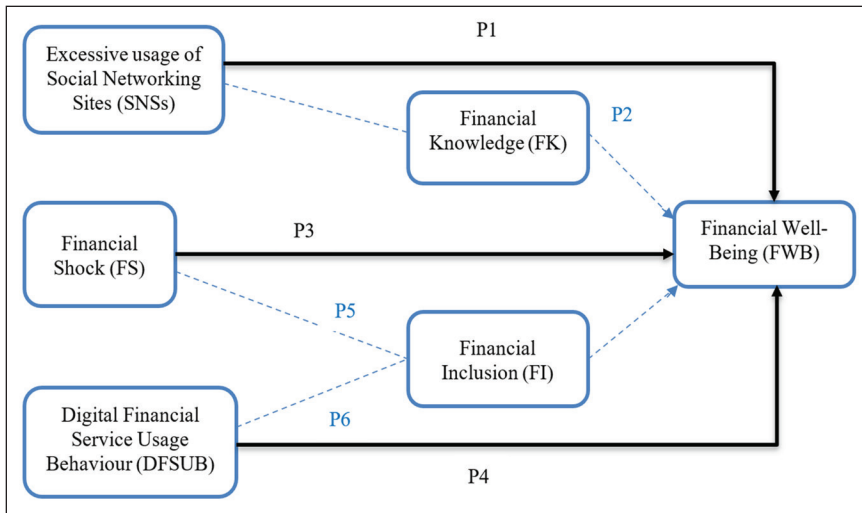 P1
Excessive usage of
Social Networking
Sites (SNSs)
Financial
Knowledge (FK)
P2
Financial
Shock (FS)
P3
Financial Well-
Being (FWB)
P5
Financial
Inclusion (FI)
P6
Digital Financial
Service Usage
Behaviour (DFSUB)
P4